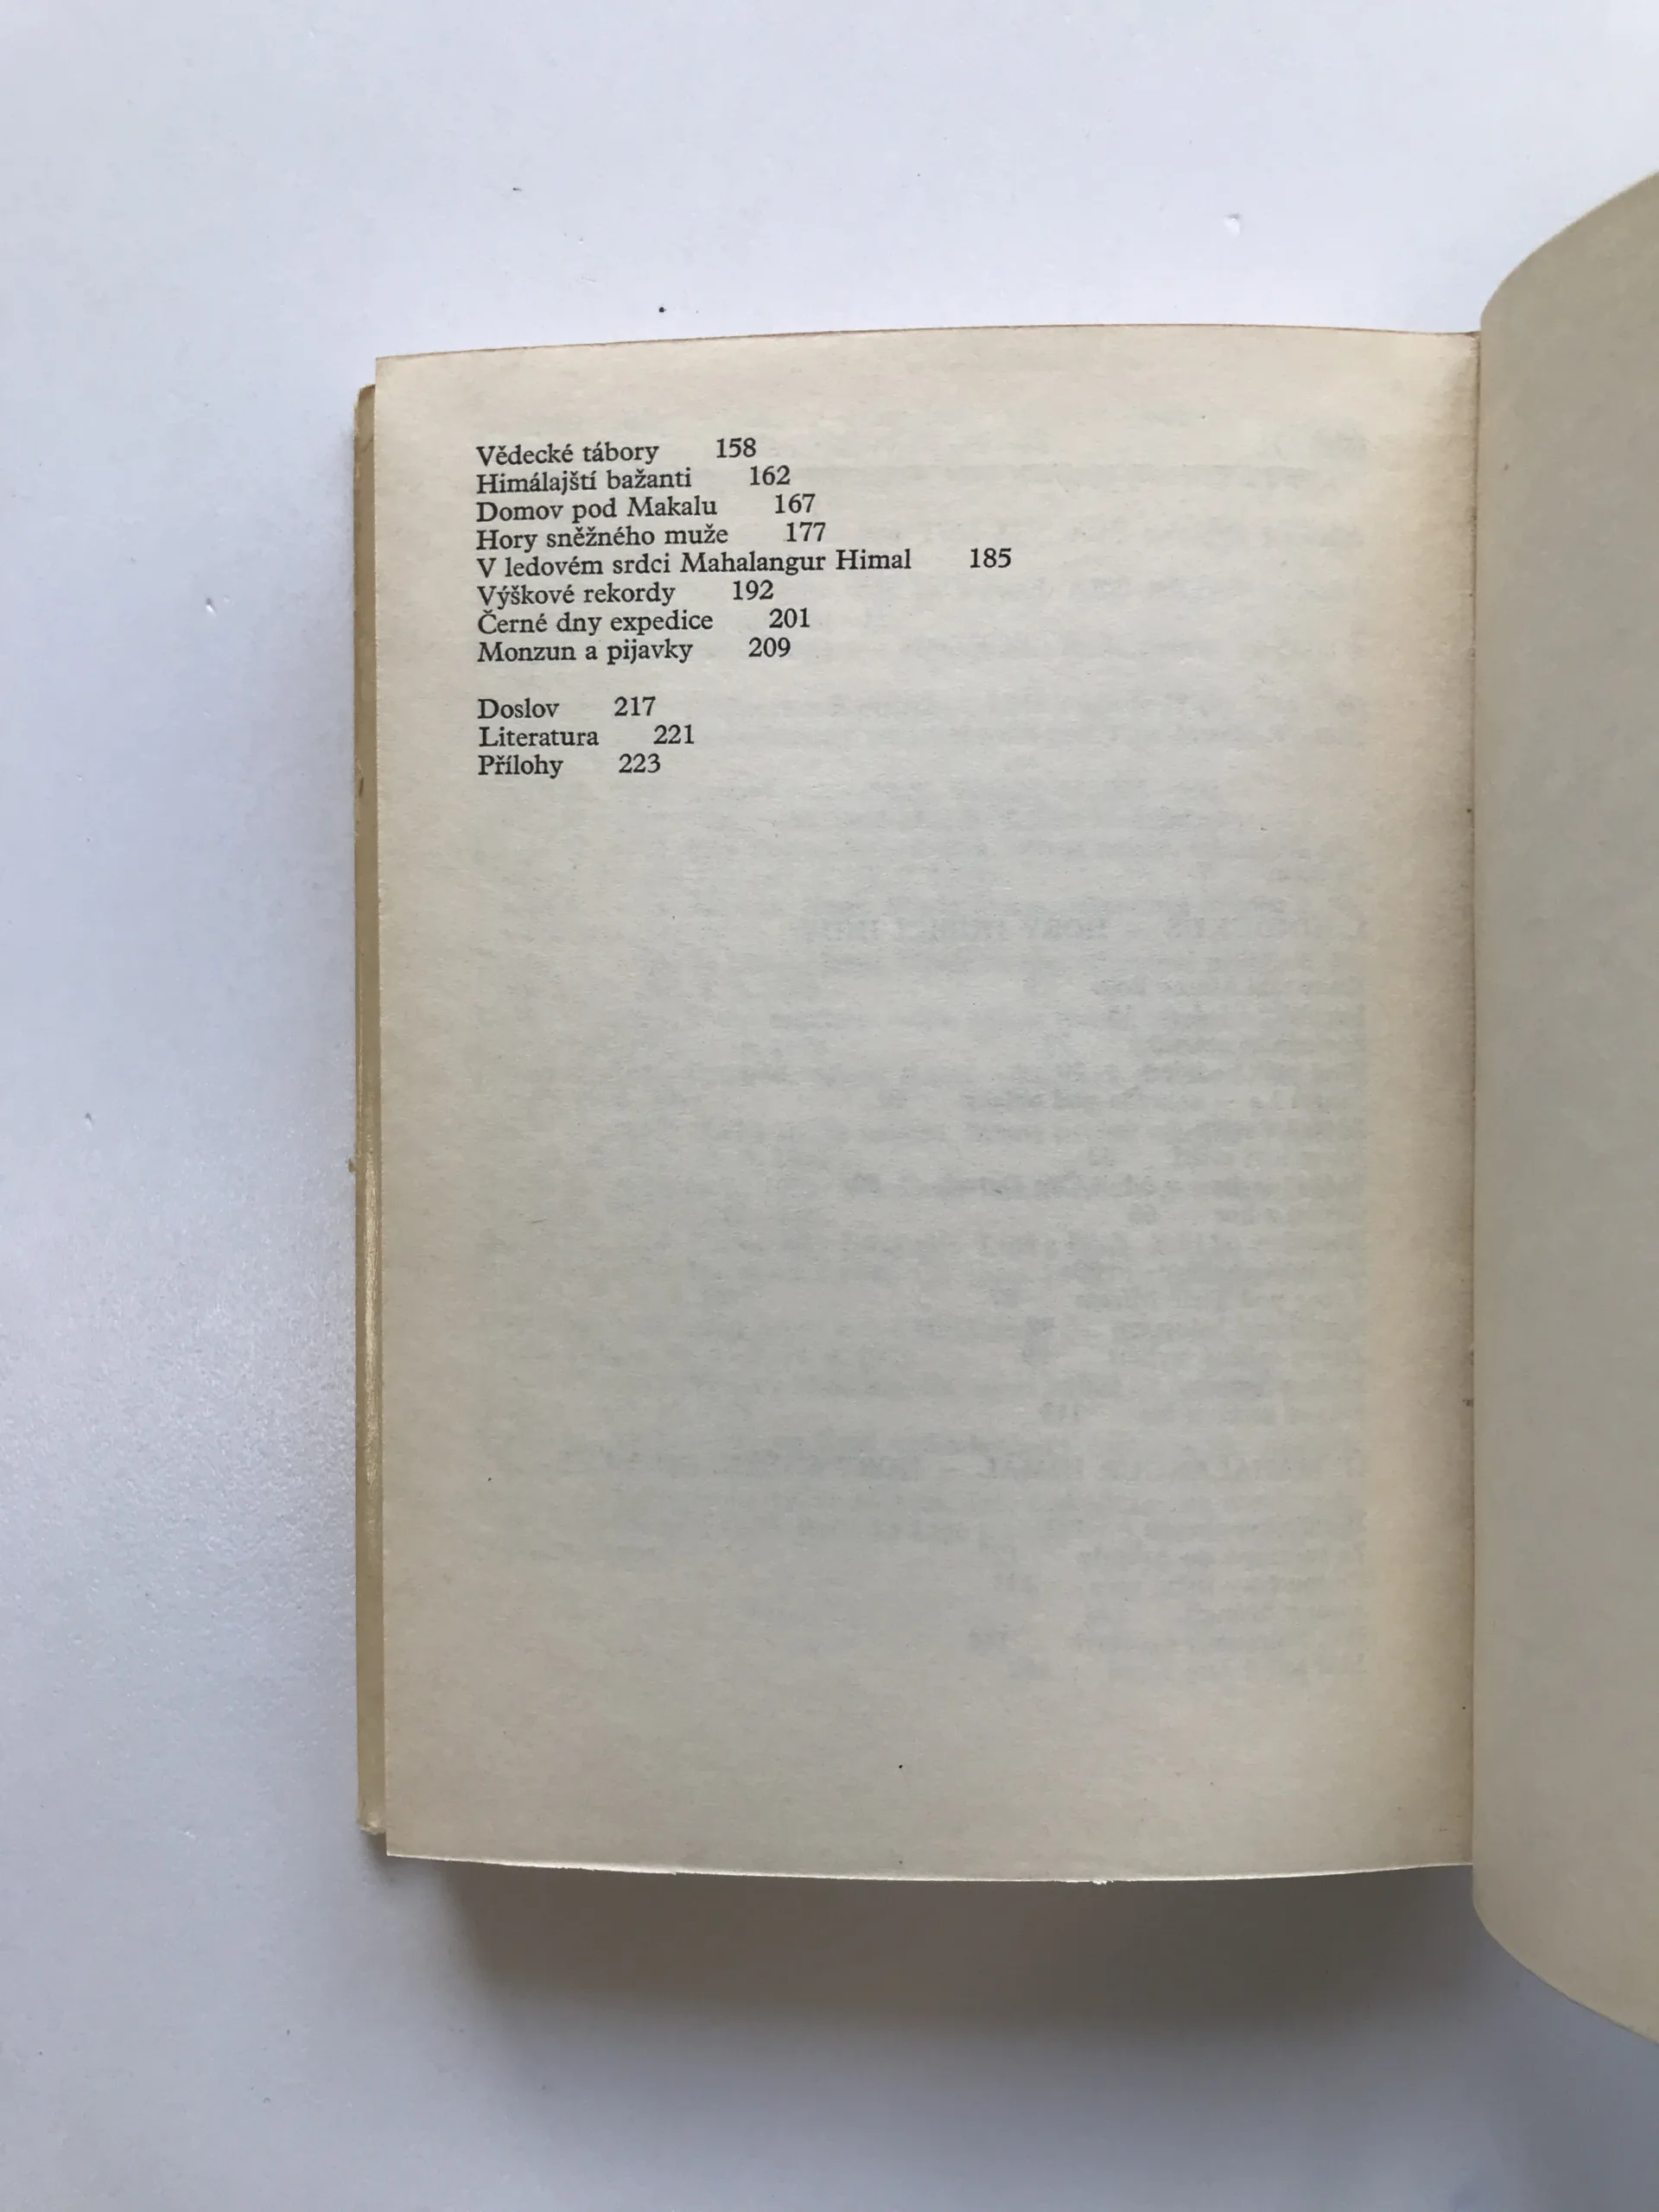 Vědecké tábory 158
Himálajští bažanti 162
Domov pod Makalu 167
Hory sněžného muže 177
V ledovém srdci Mahalangur Himal 185
Výškové rekordy 192
Černé dny expedice 201
Monzun a pijavky 209
Doslov 217
Literatura 221
Přílohy 223